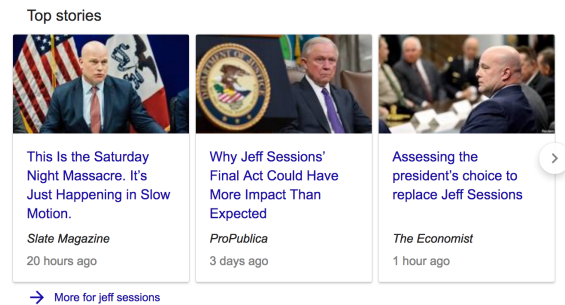 Top stories
This Is the Saturday
Night Massacre. It's
Just Happening in Slow
Motion.
Slate Magazine
20 hours ago
Why Jeff Sessions'
Final Act Could Have
More Impact Than
Expected
ProPublica
3 days ago
Assessing the
president's choice to
replace Jeff Sessions
The Economist
1 hour ago
More for jeff sessions